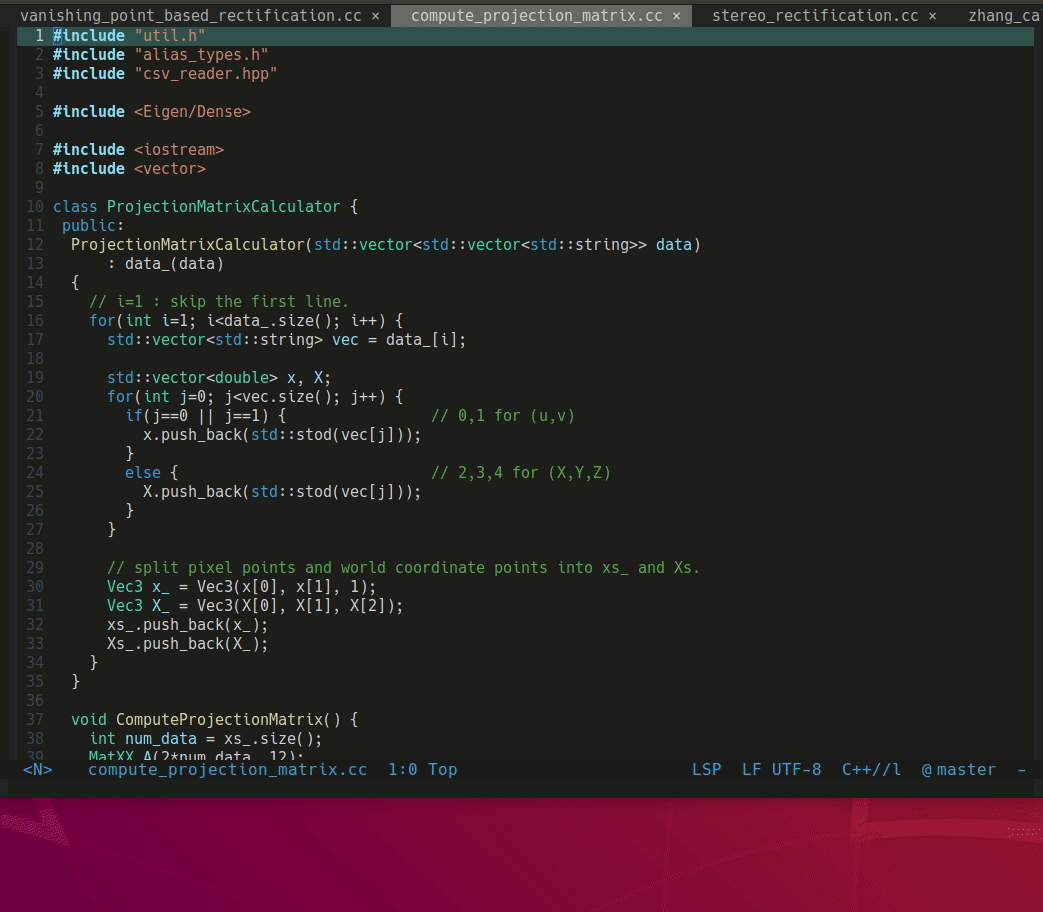 vanishing_point_based_rectification.cc × compute_projection_matrix.cc × stereo_rectification.cc × zhang_ca
1 #include "util.h"
2 #include "alias_types.h"
3 #include "csv_reader.hpp"
4
5 #include <Eigen/Dense>
6
7 #include <iostream>
8 #include <vector>
9
10 class ProjectionMatrixCalculator {
11 public:
12 ProjectionMatrixCalculator(std::vector<std::vector<std::string>> data)
13 : data_(data)
14 {
15 // i=1 : skip the first line.
16 for(int i=1; i<data_.size(); i++) {
17 std::vector<std::string> vec = data_[i];
18
19 std::vector<double> x, X;
20 for(int j=0; j<vec.size(); j++) {
21 if(j==0 || j==1) { // 0,1 for (u,v)
22 x.push_back(std::stod(vec[j]));
23 }
24 else { // 2,3,4 for (X,Y,Z)
25 X.push_back(std::stod(vec[j]));
26 }
27 }
28
29 // split pixel points and world coordinate points into xs_ and Xs.
30 Vec3 x_ = Vec3(x[0], x[1], 1);
31 Vec3 X_ = Vec3(X[0], X[1], X[2]);
32 xs_.push_back(x_);
33 Xs_.push_back(X_);
34 }
35 }
36
37 void ComputeProjectionMatrix() {
38 int num_data = xs_.size();
39 MatXX A(2*num_data, 12);
<N> compute_projection_matrix.cc 1:0 Top LSP LF UTF-8 C++//l @ master -